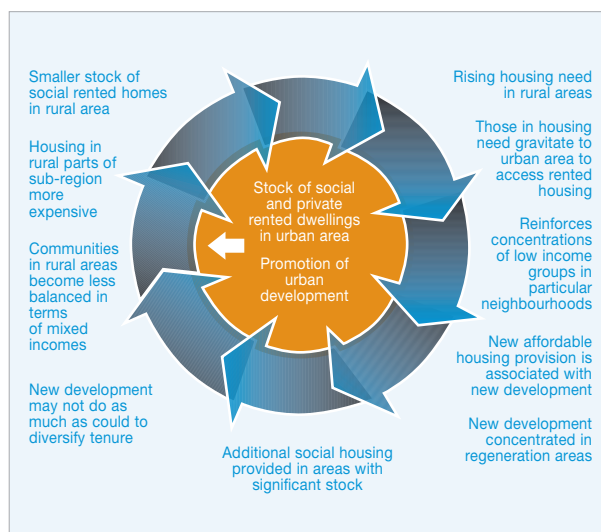 Smaller stock of
social rented homes
in rural area
Housing in
rural parts of
sub-region
more
expensive
Communities
in rural areas
become less
balanced in
terms
of mixed
incomes
New development
may not do as
much as could to
diversify tenure
Stock of social
and private
rented dwellings
in urban area
Promotion of
urban
development
Additional social housing
provided in areas with
significant stock
Rising housing need
in rural areas
Those in housing
need gravitate to
urban area to
access rented
housing
Reinforces
concentrations
of low income
groups in
particular
neighbourhoods
New affordable
housing provision is
associated with
new development
New development
concentrated in
regeneration areas